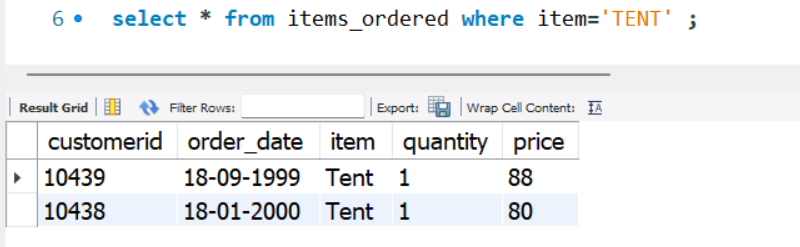 6 select * from items_ordered where item='TENT' ;
Result Grid Filter Rows: Export: Wrap Cell Content: IA
customerid order_date item quantity price
10439 18-09-1999 Tent 1 88
10438 18-01-2000 Tent 1 80